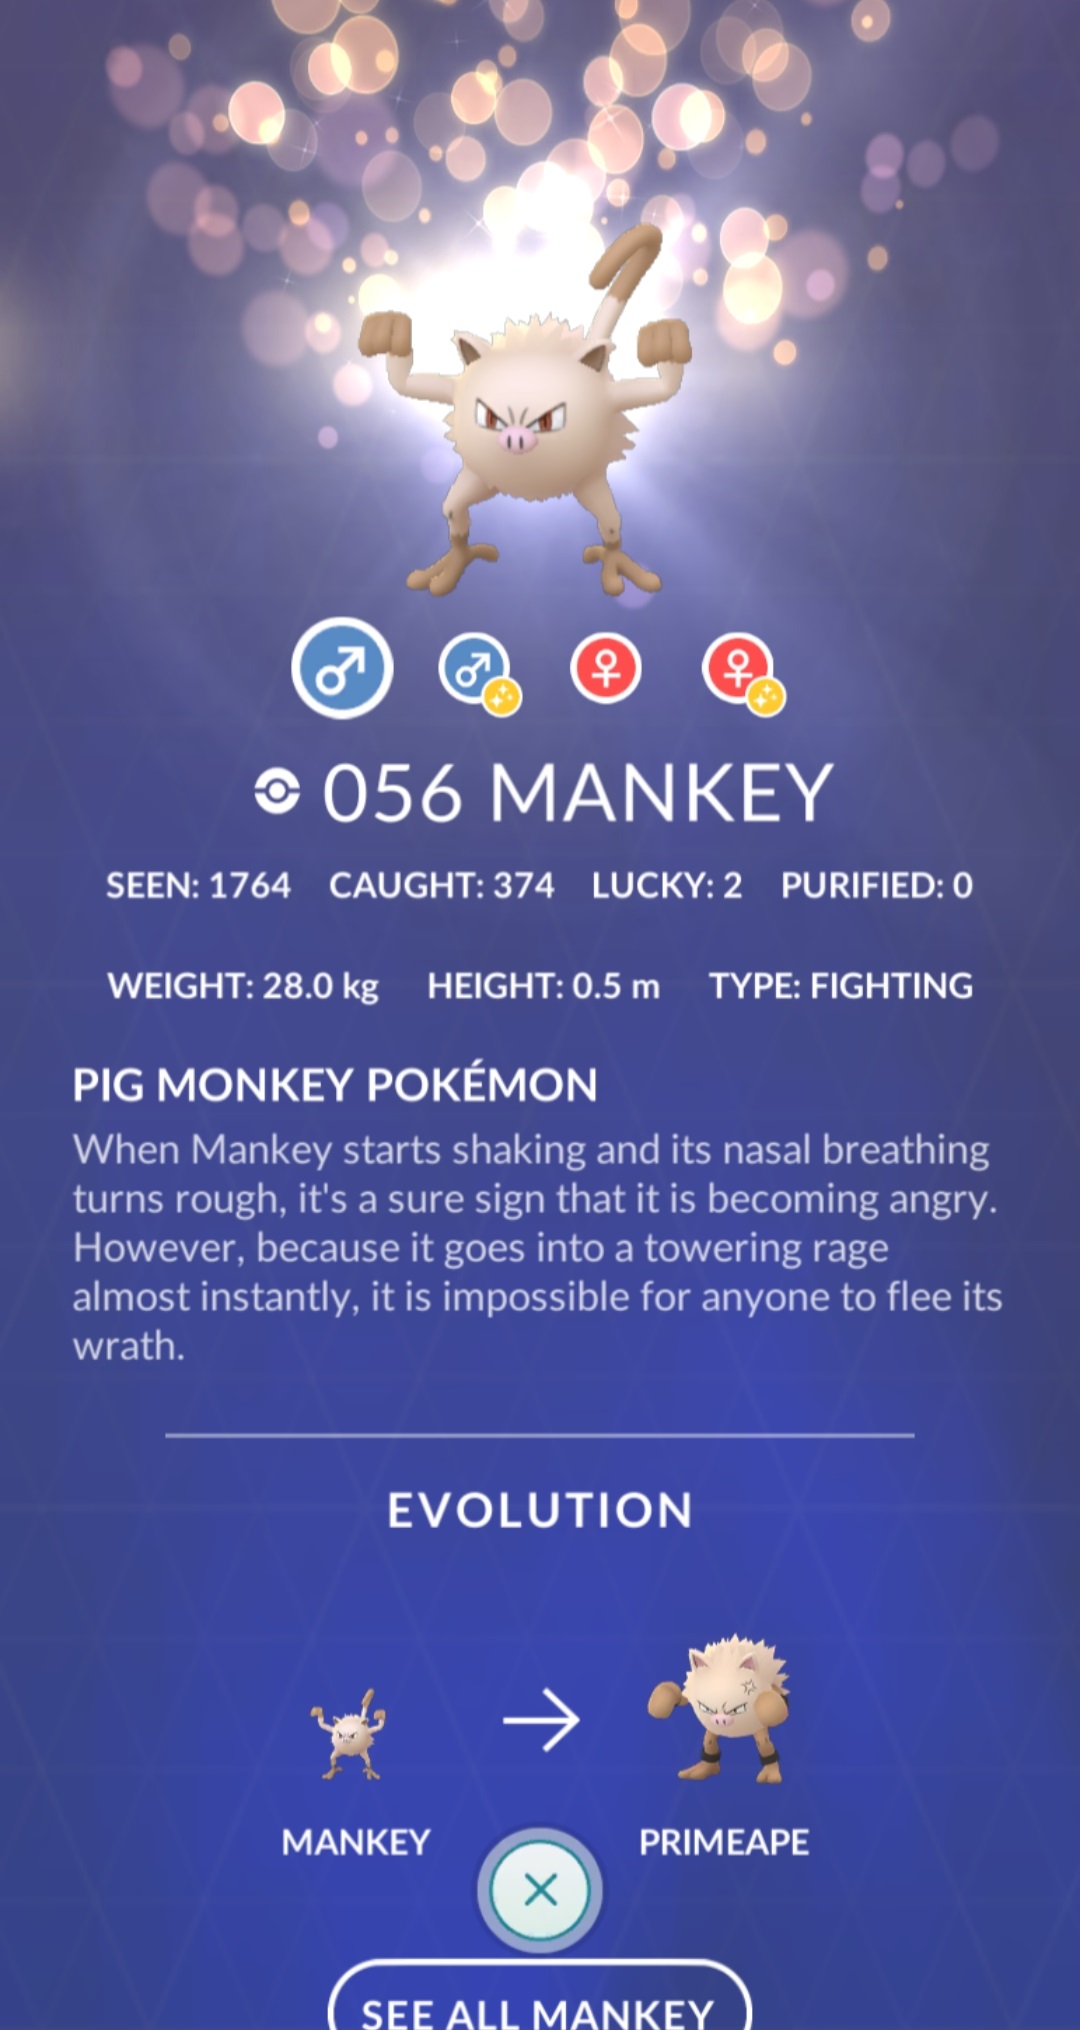 056 MANKEY
SEEN: 1764 CAUGHT: 374 LUCKY: 2 PURIFIED: 0
WEIGHT: 28.0 kg HEIGHT: 0.5 m TYPE: FIGHTING
PIG MONKEY POKÉMON
When Mankey starts shaking and its nasal breathing
turns rough, it's a sure sign that it is becoming angry.
However, because it goes into a towering rage
almost instantly, it is impossible for anyone to flee its
wrath.
EVOLUTION
MANKEY PRIMEAPE
SEE ALL MANKEY